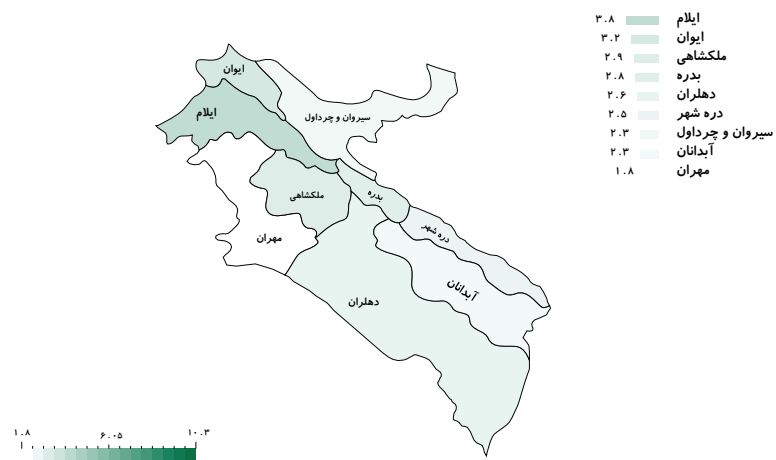 ایلام ۳.۸
ایوان ۳.۲
ملکشاهی ۲.۹
بدره ۲.۸
دهلران ۲.۶
دره شهر ۲.۵
سیروان و چرداول ۲.۳
آبدانان ۲.۳
مهران ۱.۸
ایوان
ایلام
سیروان و چرداول
ملکشاهی
بدره
مهران
دره شهر
آبدانان
دهلران
۱.۸ ۶.۰۵ ۱۰.۳